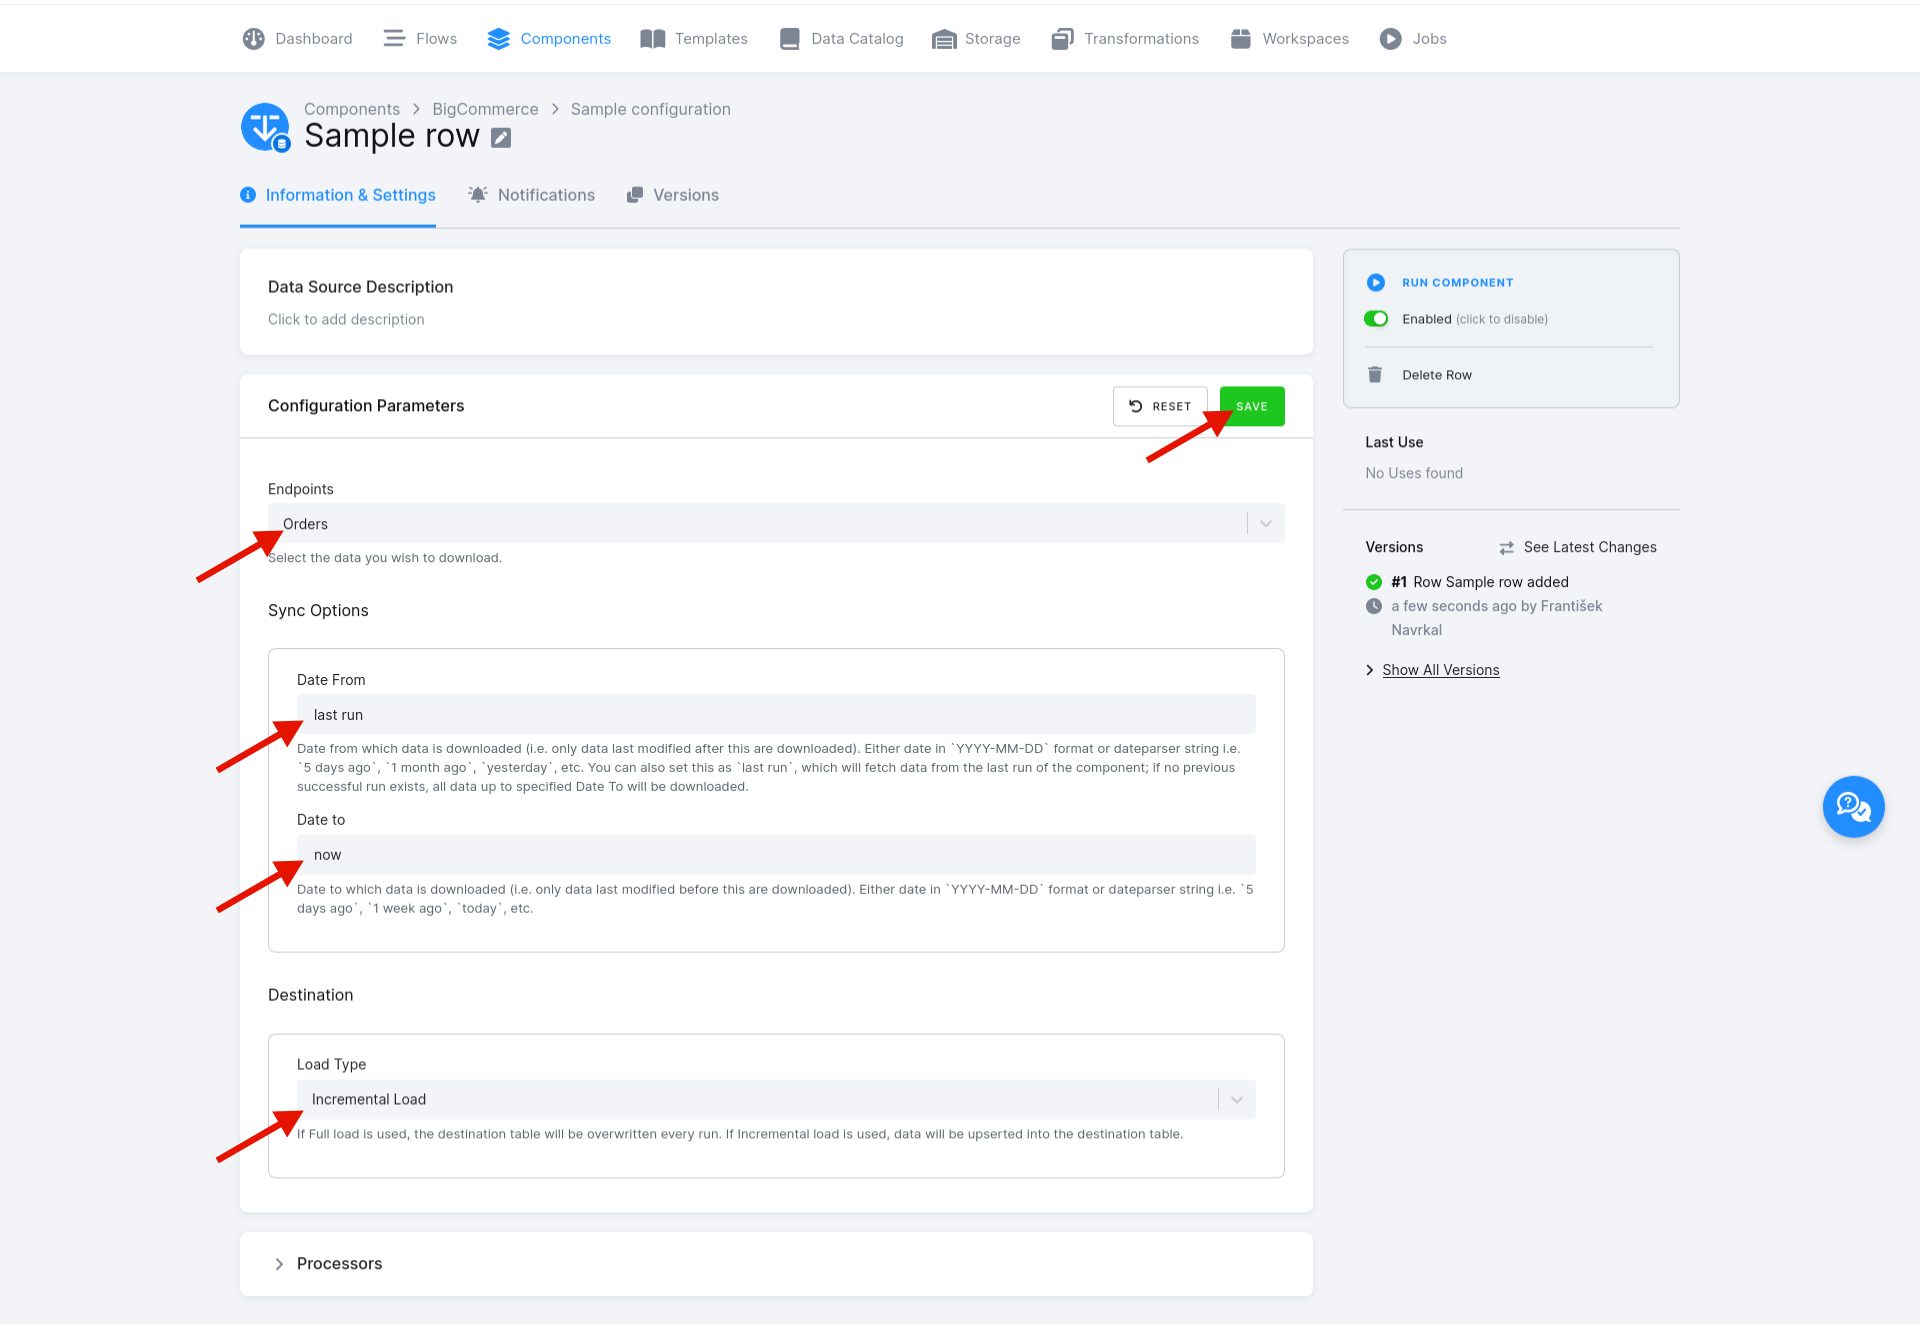 Dashboard Flows Components Templates Data Catalog Storage Transformations Workspaces Jobs
Components > BigCommerce > Sample configuration
Sample row
Information & Settings Notifications Versions
Data Source Description
Click to add description
Configuration Parameters RESET SAVE
Endpoints
Orders
Select the data you wish to download.
Sync Options
Date From
last run
Date from which data is downloaded (i.e. only data last modified after this are downloaded). Either date in `YYYY-MM-DD` format or dateparser string i.e.
`5 days ago`, `1 month ago`, `yesterday`, etc. You can also set this as `last run`, which will fetch data from the last run of the component; if no previous
successful run exists, all data up to specified Date To will be downloaded.
Date to
now
Date to which data is downloaded (i.e. only data last modified before this are downloaded). Either date in `YYYY-MM-DD` format or dateparser string i.e. `5
days ago`, `1 week ago`, `today`, etc.
Destination
Load Type
Incremental Load
If Full load is used, the destination table will be overwritten every run. If Incremental load is used, data will be upserted into the destination table.
Processors
RUN COMPONENT
Enabled (click to disable)
Delete Row
Last Use
No Uses found
Versions See Latest Changes
#1 Row Sample row added
a few seconds ago by František
Navrkal
Show All Versions